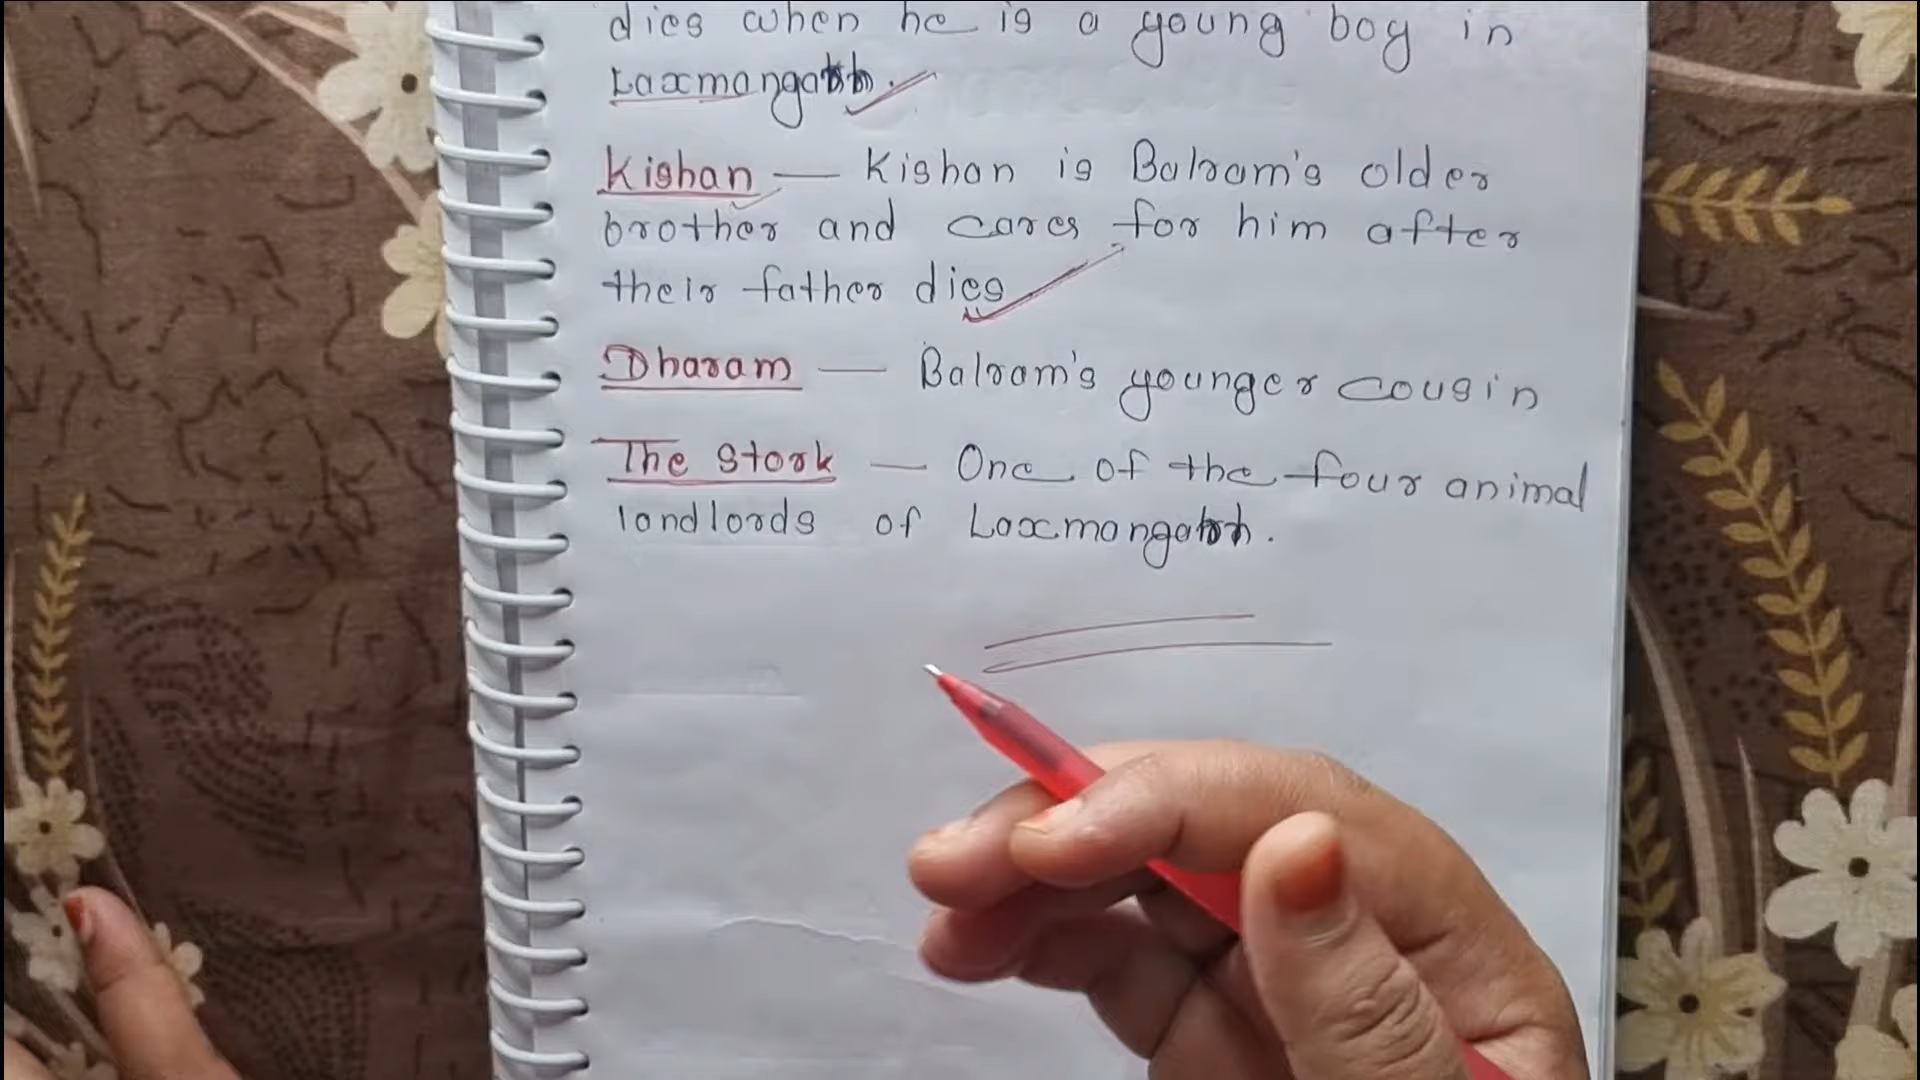 dies when he is a young boy in
Laxmangarh.
Kishan — Kishan is Balram's older
brother and cares for him after
their father dies
Dharam — Balram's younger cousin
The Stork — One of the four animal
landlords of Laxmangarh.